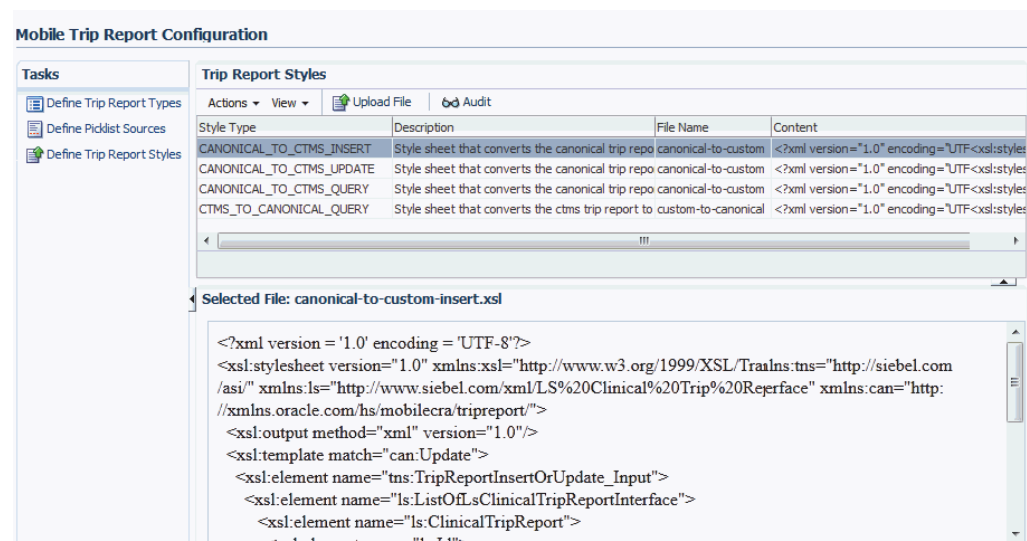 Mobile Trip Report Configuration
Tasks
Define Trip Report Types
Define Picklist Sources
Define Trip Report Styles
Trip Report Styles
Actions View Upload File Audit
Style Type Description File Name Content
CANONICAL_TO_CTMS_INSERT Style sheet that converts the canonical trip repo canonical-to-custom <?xml version="1.0" encoding="UTF<xsl:styles
CANONICAL_TO_CTMS_UPDATE Style sheet that converts the canonical trip repo canonical-to-custom <?xml version="1.0" encoding="UTF<xsl:styles
CANONICAL_TO_CTMS_QUERY Style sheet that converts the canonical trip repo canonical-to-custom <?xml version="1.0" encoding="UTF<xsl:styles
CTMS_TO_CANONICAL_QUERY Style sheet that converts the ctms trip report to custom-to-canonical <?xml version="1.0" encoding="UTF<xsl:styles
Selected File: canonical-to-custom-insert.xsl
<?xml version = '1.0' encoding = 'UTF-8'?>
<xsl:stylesheet version="1.0" xmlns:xsl="http://www.w3.org/1999/XSL/Tranlns:tns="http://siebel.com
/asi/" xmlns:ls="http://www.siebel.com/xml/LS%20Clinical%20Trip%20Rejerface" xmlns:can="http:
//xmlns.oracle.com/hs/mobilecra/tripreport/">
<xsl:output method="xml" version="1.0"/>
<xsl:template match="can:Update">
<xsl:element name="tns:TripReportInsertOrUpdate_Input">
<xsl:element name="ls:ListOfLsClinicalTripReportInterface">
<xsl:element name="ls:ClinicalTripReport">